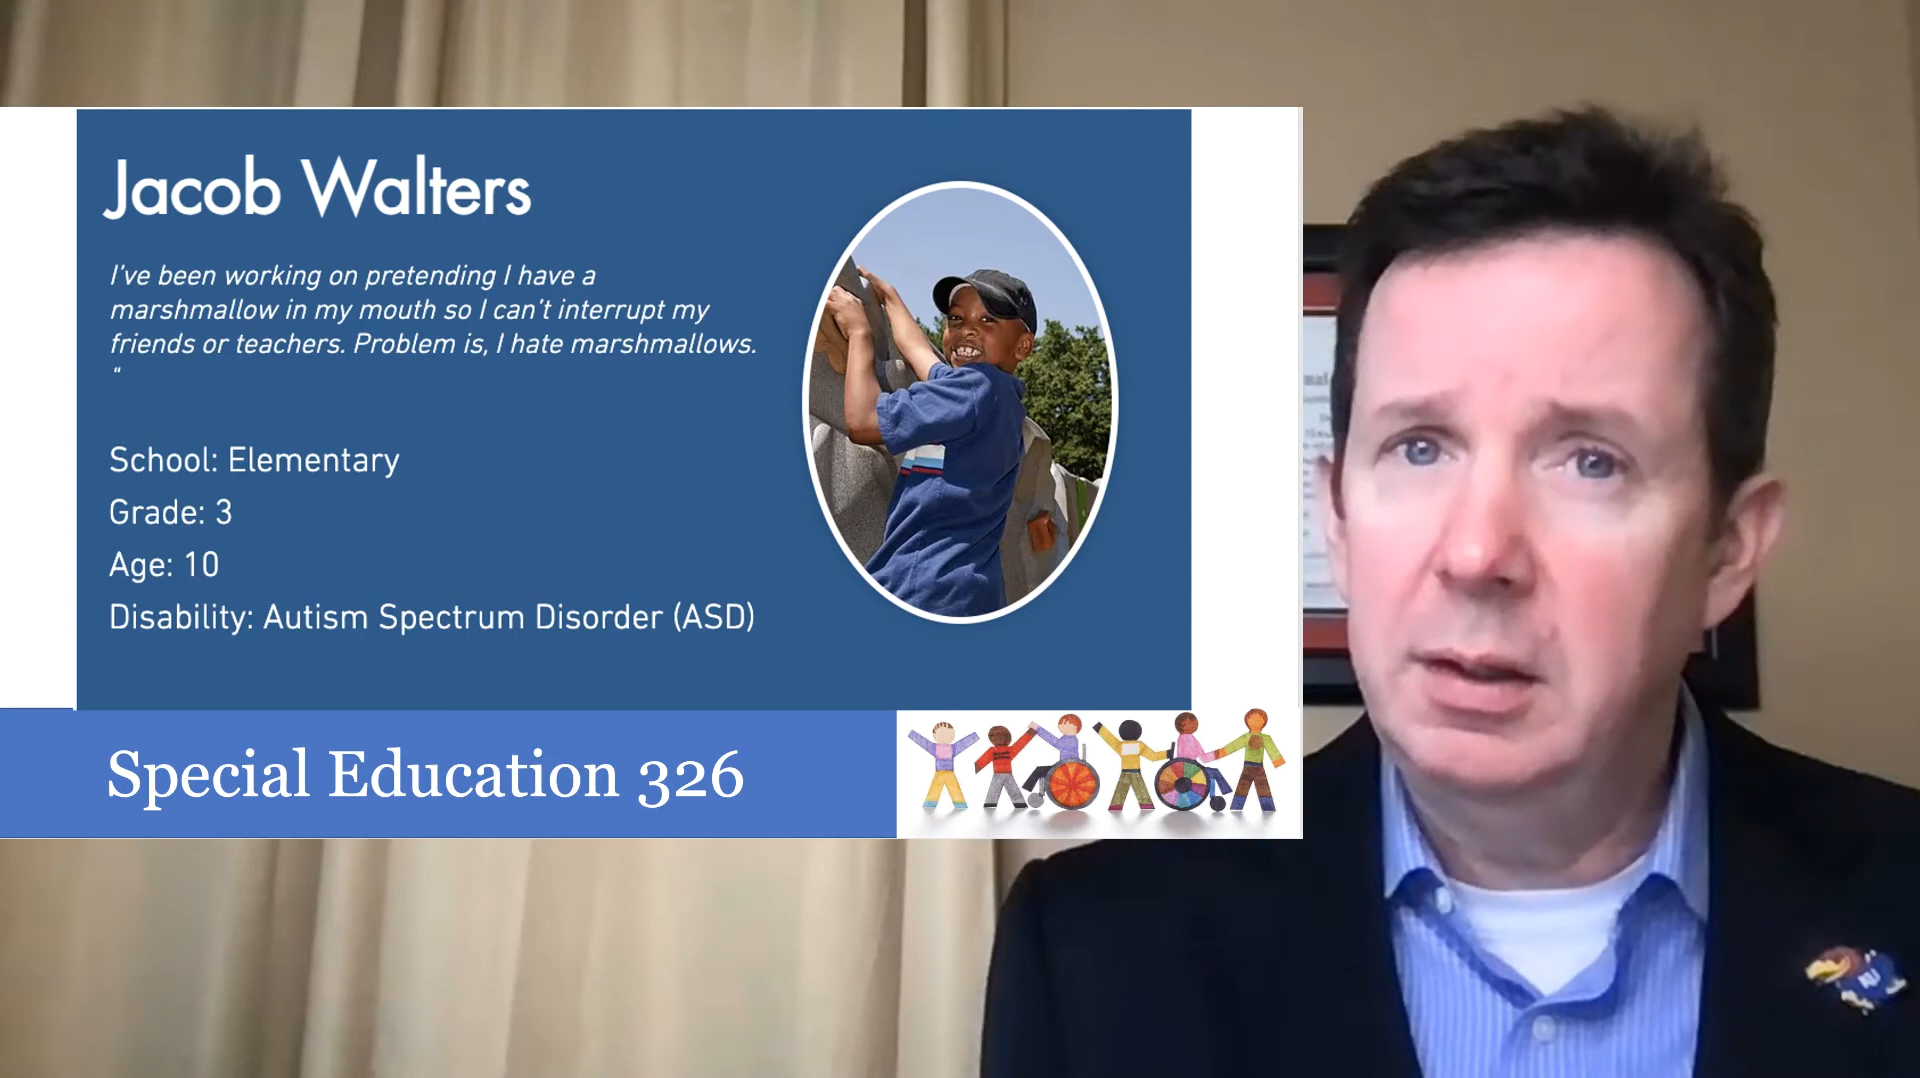 Jacob Walters
I've been working on pretending I have a
marshmallow in my mouth so I can't interrupt my
friends or teachers. Problem is, I hate marshmallows.
“
School: Elementary
Grade: 3
Age: 10
Disability: Autism Spectrum Disorder (ASD)
Special Education 326
KU